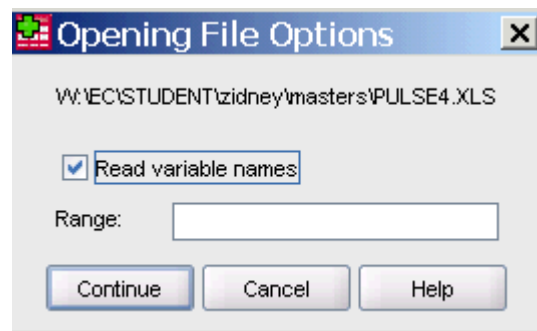 Opening File Options
W:\EC\STUDENT\zidney\masters\PULSE4.XLS
Read variable names
Range:
Continue Cancel Help